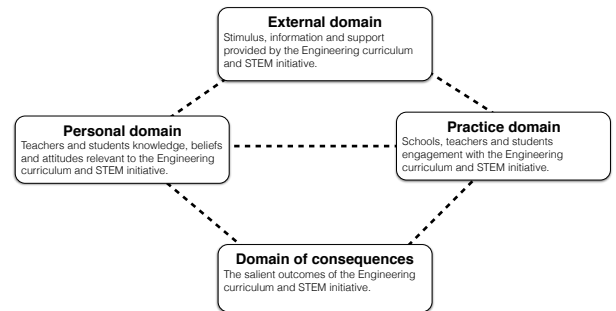 External domain
Stimulus, information and support
provided by the Engineering curriculum
and STEM initiative.
Personal domain
Teachers and students knowledge, beliefs
and attitudes relevant to the Engineering
curriculum and STEM initiative.
Practice domain
Schools, teachers and students
engagement with the Engineering
curriculum and STEM initiative.
Domain of consequences
The salient outcomes of the Engineering
curriculum and STEM initiative.